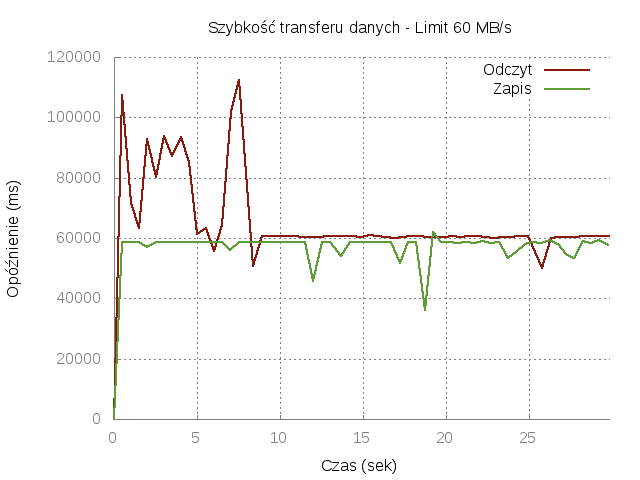 Szybkość transferu danych - Limit 60 MB/s
Odczyt
Zapis
120000
100000
80000
60000
40000
20000
0
Opóźnienie (ms)
0 5 10 15 20 25
Czas (sek)